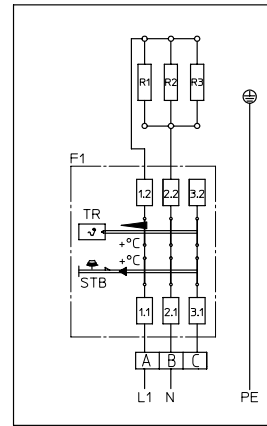 R1 R2 R3
F1
1.2 2.2 3.2
TR
ϑ
+°C
+°C
STB
1.1 2.1 3.1
A B C
L1 N PE